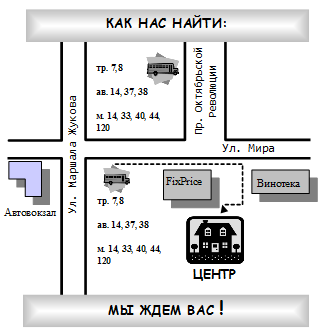 КАК НАС НАЙТИ:
тр. 7,8
ав. 14, 37, 38
м. 14, 33, 40, 44,
120
Ул. Маршала Жукова
Пр. Октябрьской
Революции
Ул. Мира
Автовокзал
тр. 7,8
ав. 14, 37, 38
м. 14, 33, 40, 44,
120
FixPrice
Винотека
ЦЕНТР
МЫ ЖДЕМ ВАС!